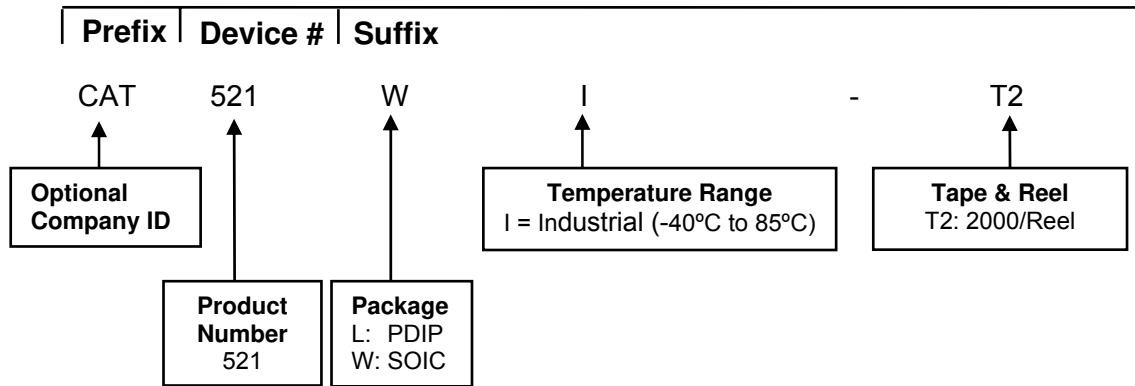 Prefix Device # Suffix
CAT 521 W I - T2
Optional
Company ID
Temperature Range
I = Industrial (-40ºC to 85ºC)
Tape & Reel
T2: 2000/Reel
Product
Number
521
Package
L: PDIP
W: SOIC